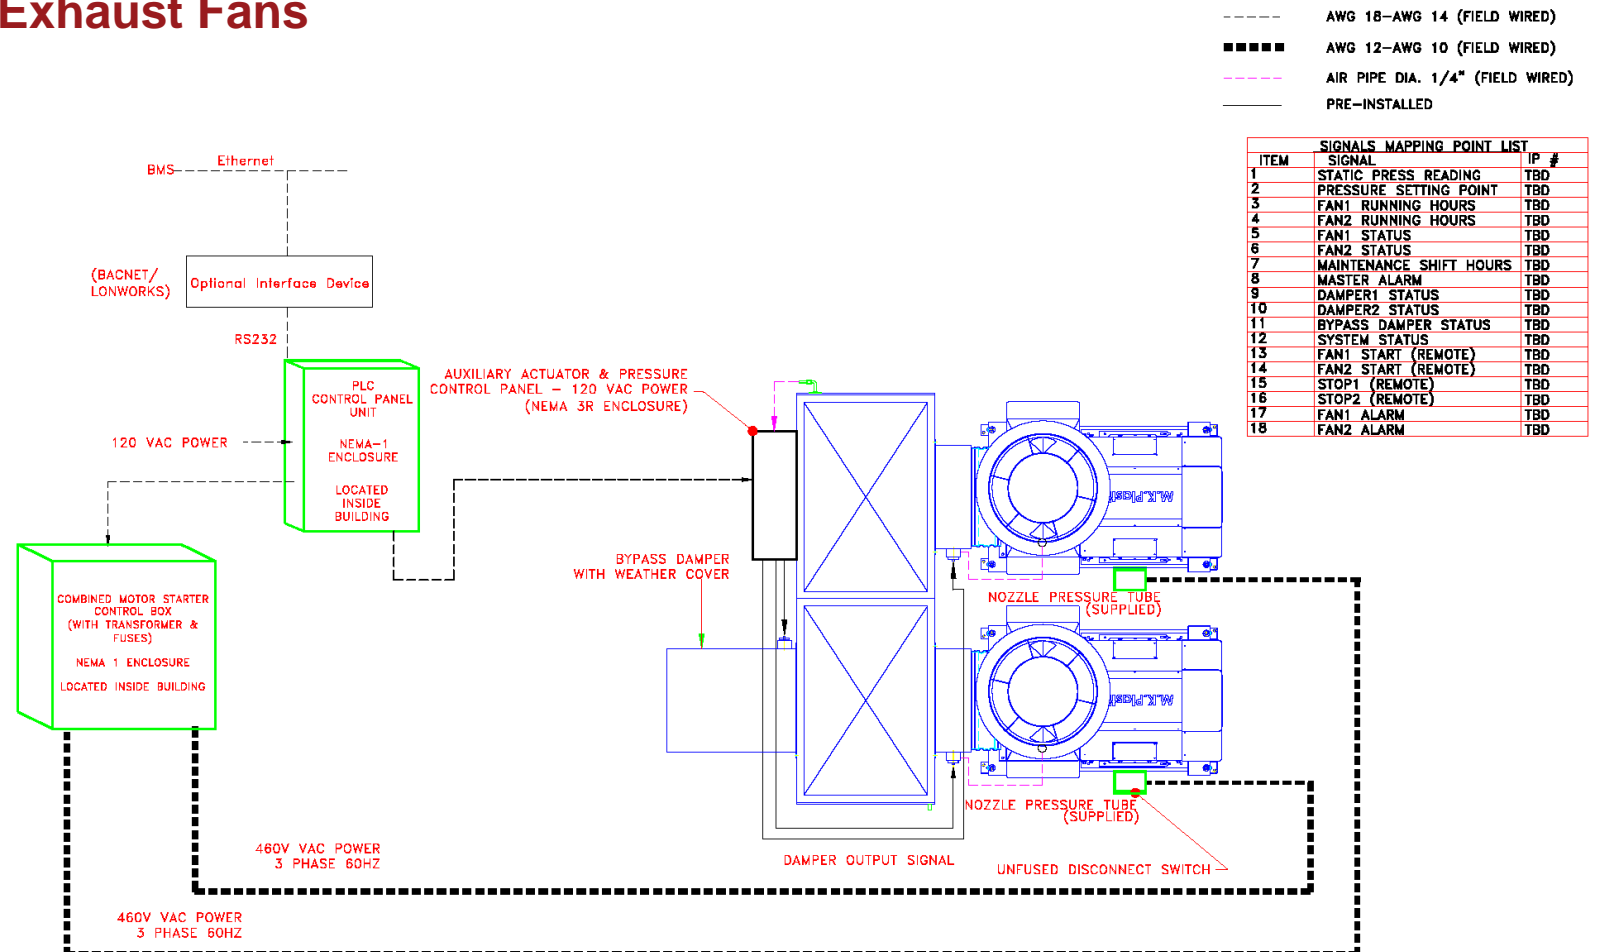 Exhaust Fans
AWG 18-AWG 14 (FIELD WIRED)
AWG 12-AWG 10 (FIELD WIRED)
AIR PIPE DIA. 1/4" (FIELD WIRED)
PRE-INSTALLED
SIGNALS MAPPING POINT LIST
ITEM SIGNAL IP #
1 STATIC PRESS READING TBD
2 PRESSURE SETTING POINT TBD
3 FAN1 RUNNING HOURS TBD
4 FAN2 RUNNING HOURS TBD
5 FAN1 STATUS TBD
6 FAN2 STATUS TBD
7 MAINTENANCE SHIFT HOURS TBD
8 MASTER ALARM TBD
9 DAMPER1 STATUS TBD
10 DAMPER2 STATUS TBD
11 BYPASS DAMPER STATUS TBD
12 SYSTEM STATUS TBD
13 FAN1 START (REMOTE) TBD
14 FAN2 START (REMOTE) TBD
15 STOP1 (REMOTE) TBD
16 STOP2 (REMOTE) TBD
17 FAN1 ALARM TBD
18 FAN2 ALARM TBD
BMS
Ethernet
(BACNET/
LONWORKS)
Optional Interface Device
RS232
PLC
CONTROL PANEL
UNIT
NEMA-1
ENCLOSURE
LOCATED
INSIDE
BUILDING
120 VAC POWER
AUXILIARY ACTUATOR & PRESSURE
CONTROL PANEL - 120 VAC POWER
(NEMA 3R ENCLOSURE)
BYPASS DAMPER
WITH WEATHER COVER
COMBINED MOTOR STARTER
CONTROL BOX
(WITH TRANSFORMER &
FUSES)
NEMA 1 ENCLOSURE
LOCATED INSIDE BUILDING
NOZZLE PRESSURE TUBE
(SUPPLIED)
NOZZLE PRESSURE TUBE
(SUPPLIED)
DAMPER OUTPUT SIGNAL
UNFUSED DISCONNECT SWITCH
460V VAC POWER
3 PHASE 60HZ
460V VAC POWER
3 PHASE 60HZ
M.K.Plast
M.K.Plast